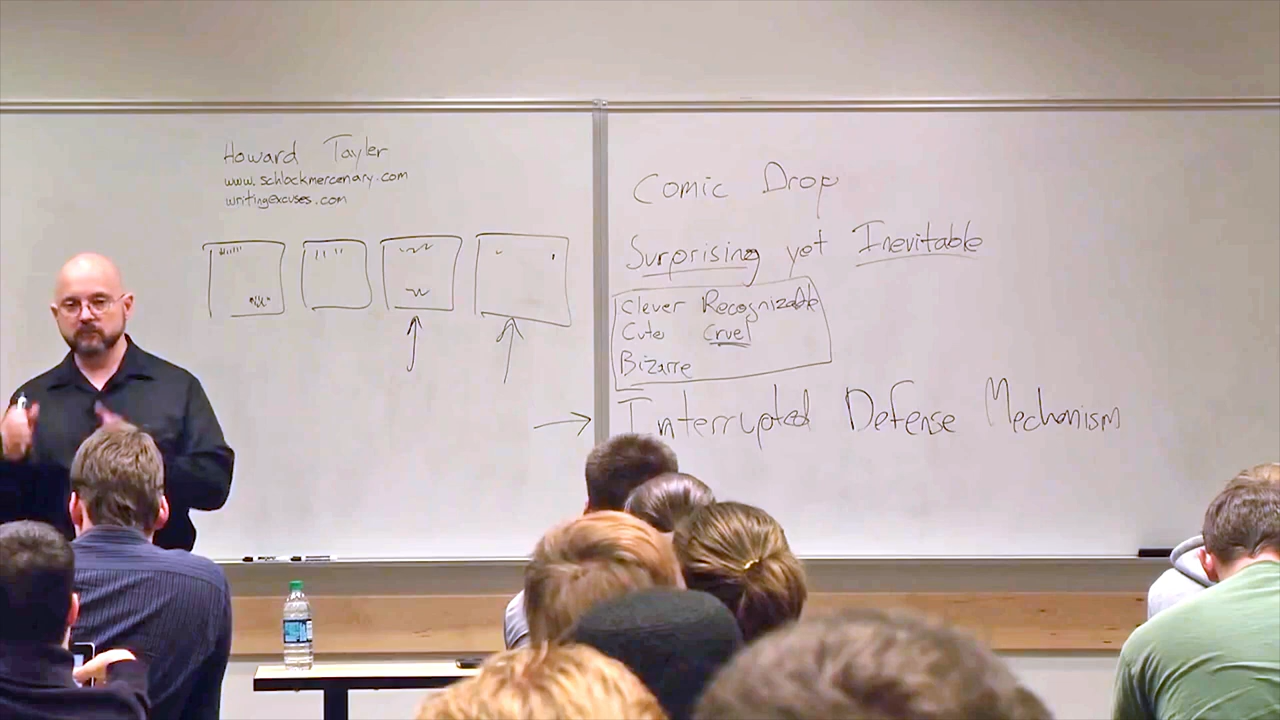 Howard Tayler
www.schlockmercenary.com
writingexcuses.com
Comic Drop
Surprising yet Inevitable
Clever Recognizable
Cute Cruel
Bizarre
Interrupted Defense Mechanism